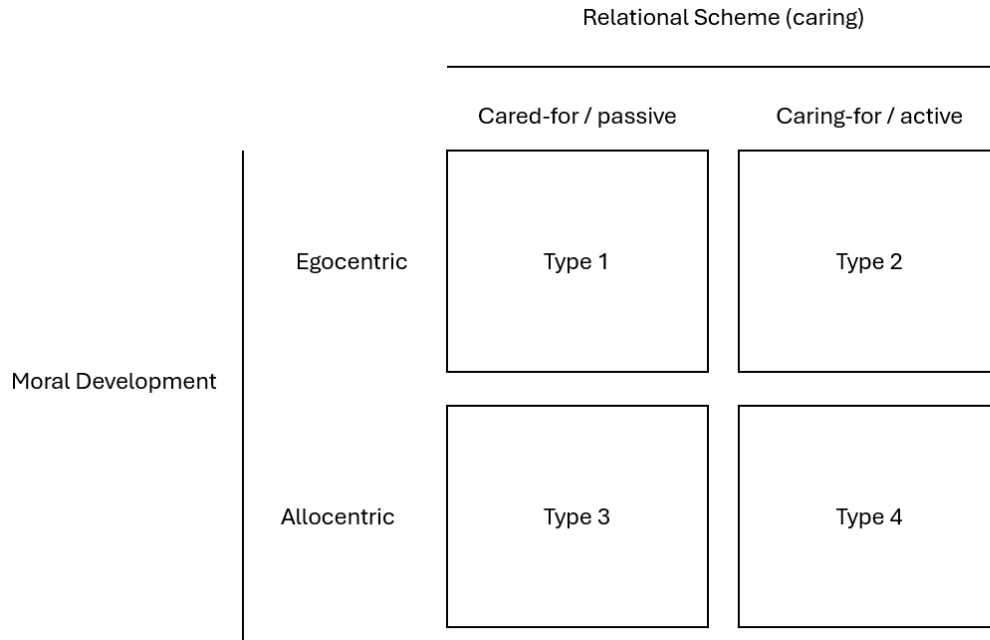 Relational Scheme (caring)
Cared-for / passive
Caring-for / active
Egocentric
Type 1
Type 2
Moral Development
Allocentric
Type 3
Type 4